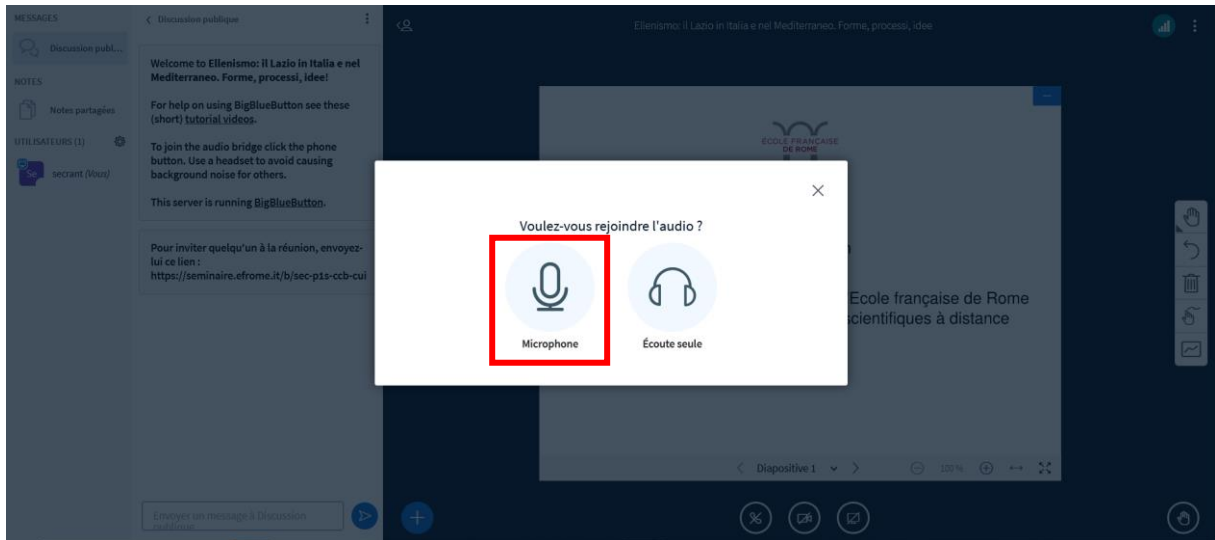 MESSAGES
Discussion publ...
NOTES
Notes partagées
UTILISATEURS (1)
Se
secrant (Vous)
Discussion publique
Welcome to Ellenismo: il Lazio in Italia e nel
Mediterraneo. Forme, processi, idee!
For help on using BigBlueButton see these
(short) tutorial videos.
To join the audio bridge click the phone
button. Use a headset to avoid causing
background noise for others.
This server is running BigBlueButton.
Pour inviter quelqu'un à la réunion, envoyez-
lui ce lien :
https://seminaire.efrome.it/b/sec-p1s-ccb-cui
Envoyer un message à Discussion
publique
Ellenismo: il Lazio in Italia e nel Mediterraneo. Forme, processi, idee
ÉCOLE FRANÇAISE
DE ROME
Voulez-vous rejoindre l'audio ?
Microphone
Écoute seule
Ecole française de Rome
scientifiques à distance
Diapositive 1
100 %